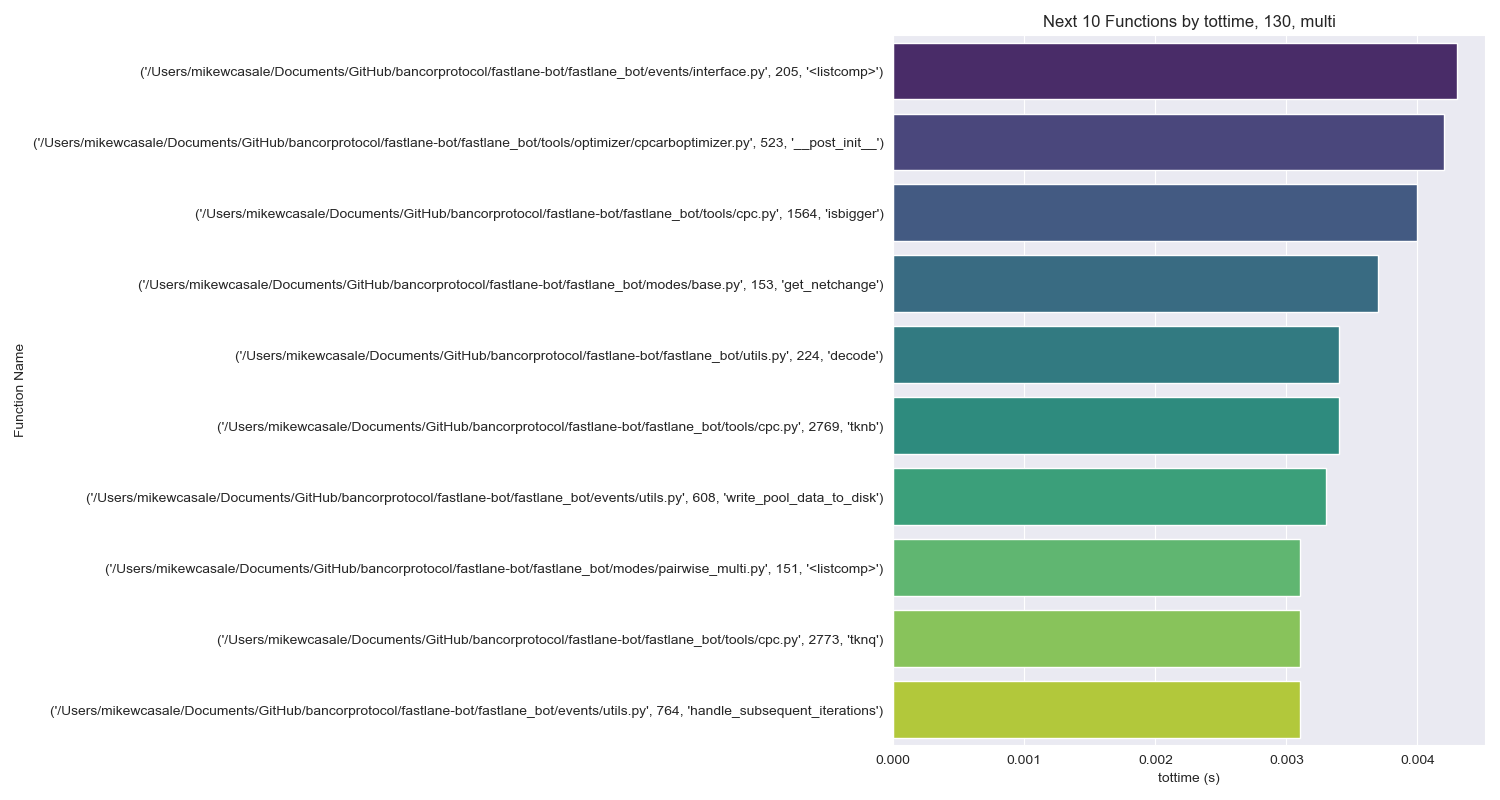 Next 10 Functions by tottime, 130, multi
Function Name
('/Users/mikewcasale/Documents/GitHub/bancorprotocol/fastlane-bot/fastlane_bot/events/interface.py', 205, '<listcomp>')
('/Users/mikewcasale/Documents/GitHub/bancorprotocol/fastlane-bot/fastlane_bot/tools/optimizer/cpcarboptimizer.py', 523, '__post_init__')
('/Users/mikewcasale/Documents/GitHub/bancorprotocol/fastlane-bot/fastlane_bot/tools/cpc.py', 1564, 'isbigger')
('/Users/mikewcasale/Documents/GitHub/bancorprotocol/fastlane-bot/fastlane_bot/modes/base.py', 153, 'get_netchange')
('/Users/mikewcasale/Documents/GitHub/bancorprotocol/fastlane-bot/fastlane_bot/utils.py', 224, 'decode')
('/Users/mikewcasale/Documents/GitHub/bancorprotocol/fastlane-bot/fastlane_bot/tools/cpc.py', 2769, 'tknb')
('/Users/mikewcasale/Documents/GitHub/bancorprotocol/fastlane-bot/fastlane_bot/events/utils.py', 608, 'write_pool_data_to_disk')
('/Users/mikewcasale/Documents/GitHub/bancorprotocol/fastlane-bot/fastlane_bot/modes/pairwise_multi.py', 151, '<listcomp>')
('/Users/mikewcasale/Documents/GitHub/bancorprotocol/fastlane-bot/fastlane_bot/tools/cpc.py', 2773, 'tknq')
('/Users/mikewcasale/Documents/GitHub/bancorprotocol/fastlane-bot/fastlane_bot/events/utils.py', 764, 'handle_subsequent_iterations')
0.000 0.001 0.002 0.003 0.004
tottime (s)